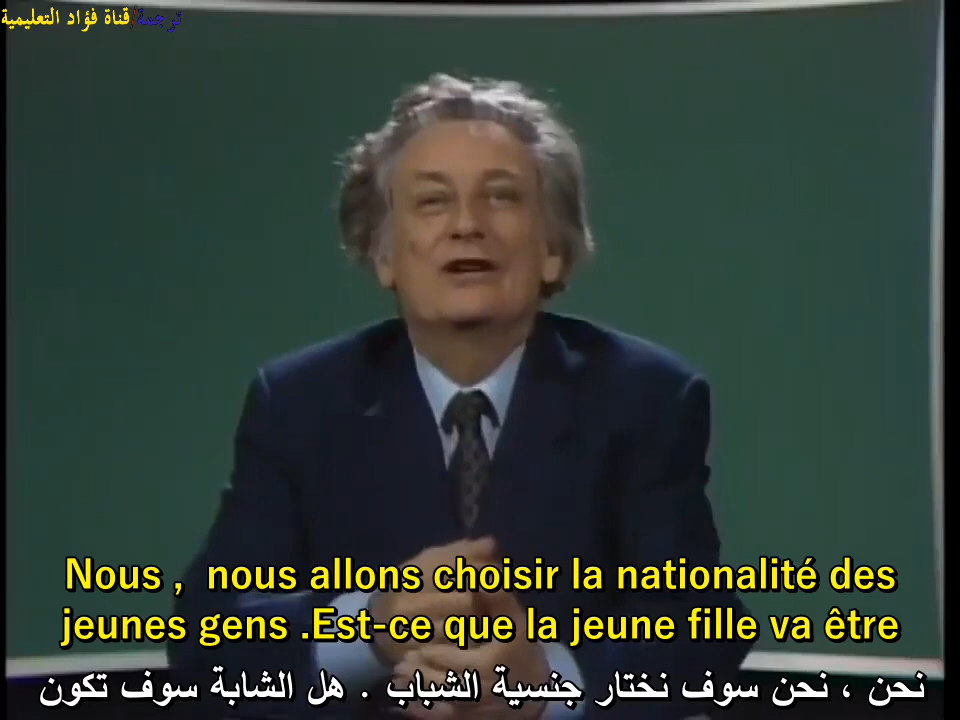 ترجمة/قناة فؤاد التعليمية
Nous , nous allons choisir la nationalité des
jeunes gens .Est-ce que la jeune fille va être
نحن ، نحن سوف نختار جنسية الشباب . هل الشابة سوف تكون